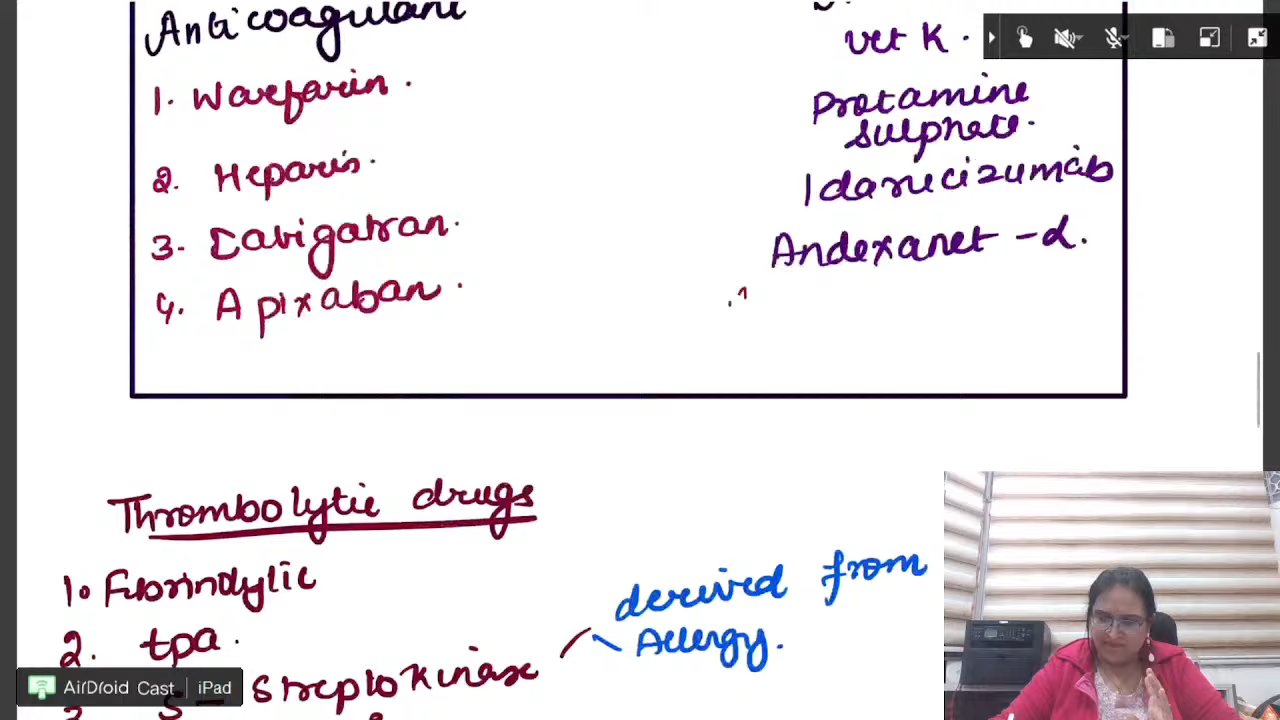 Anticoagulant
vit K.
1. Warfarin.
Protamine
sulphate.
2. Heparin.
Idarucizumab
3. Dabigatran.
Andexanet -α.
4. Apixaban.
Thrombolytic drugs
1. Fibrinolytic
derived from
2. tpa.
Allergy.
Streptokinase
AirDroid Cast iPad